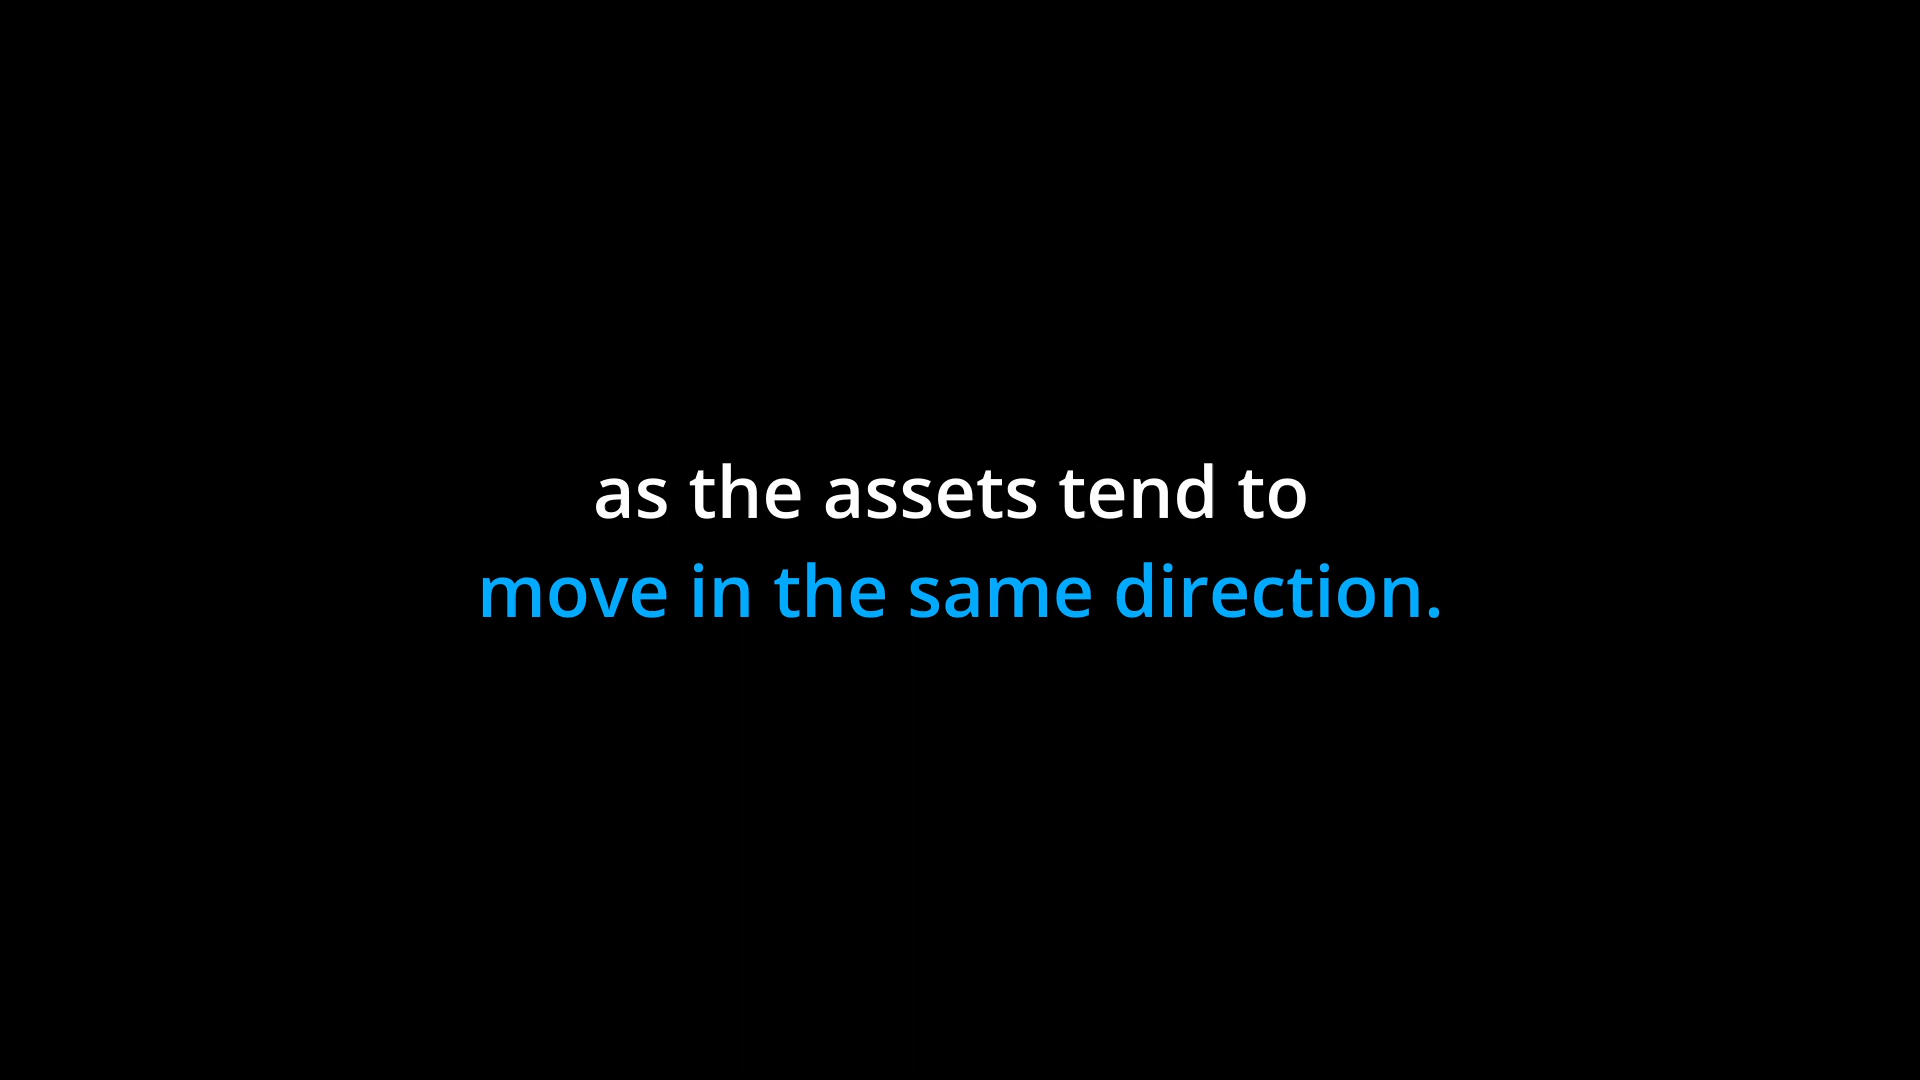 as the assets tend to
move in the same direction.